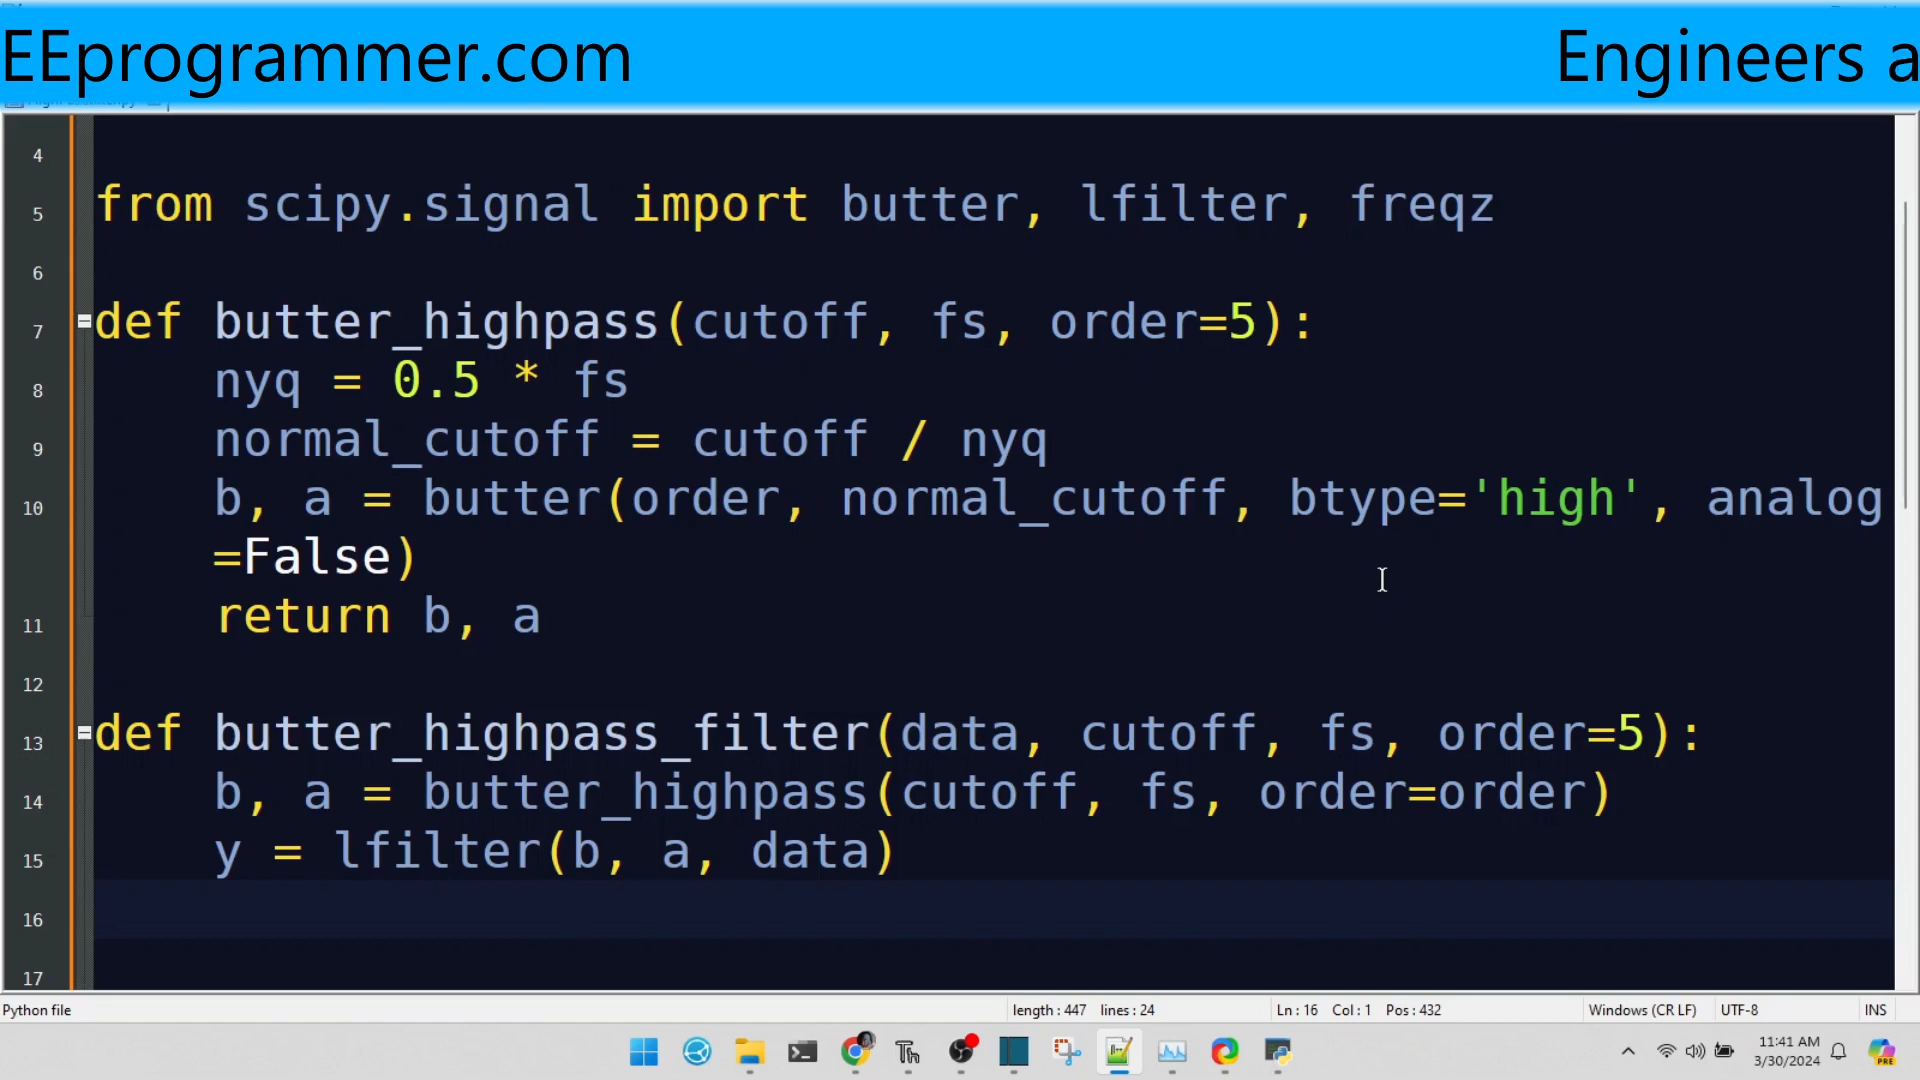 EEprogrammer.com
Engineers a
4
5 from scipy.signal import butter, lfilter, freqz
6
7 def butter_highpass(cutoff, fs, order=5):
8 nyq = 0.5 * fs
9 normal_cutoff = cutoff / nyq
10 b, a = butter(order, normal_cutoff, btype='high', analog
=False)
11 return b, a
12
13 def butter_highpass_filter(data, cutoff, fs, order=5):
14 b, a = butter_highpass(cutoff, fs, order=order)
15 y = lfilter(b, a, data)
16
17
Python file length : 447 lines : 24 Ln : 16 Col : 1 Pos : 432 Windows (CR LF) UTF-8 INS
11:41 AM
3/30/2024
PRE